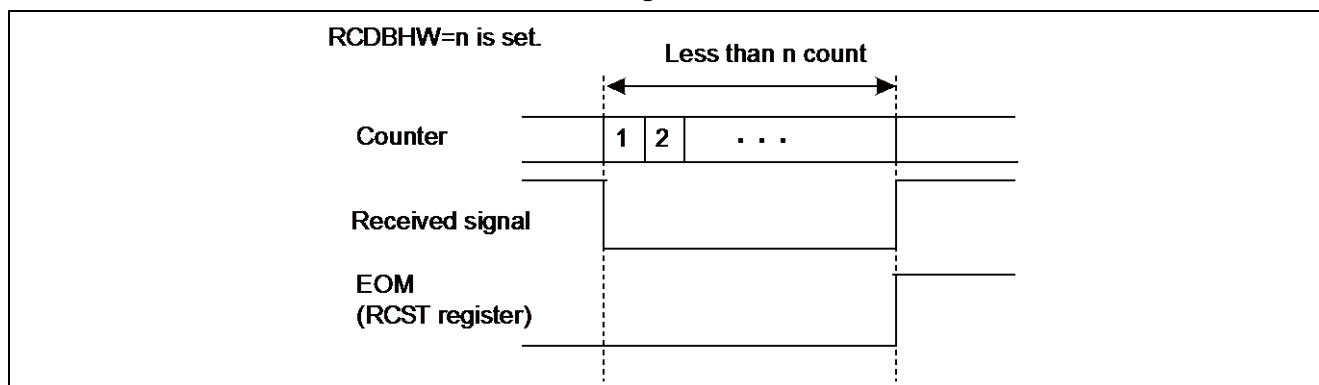 RCDBHW=n is set.
Less than n count
Counter
1 2 . . .
Received signal
EOM
(RCST register)